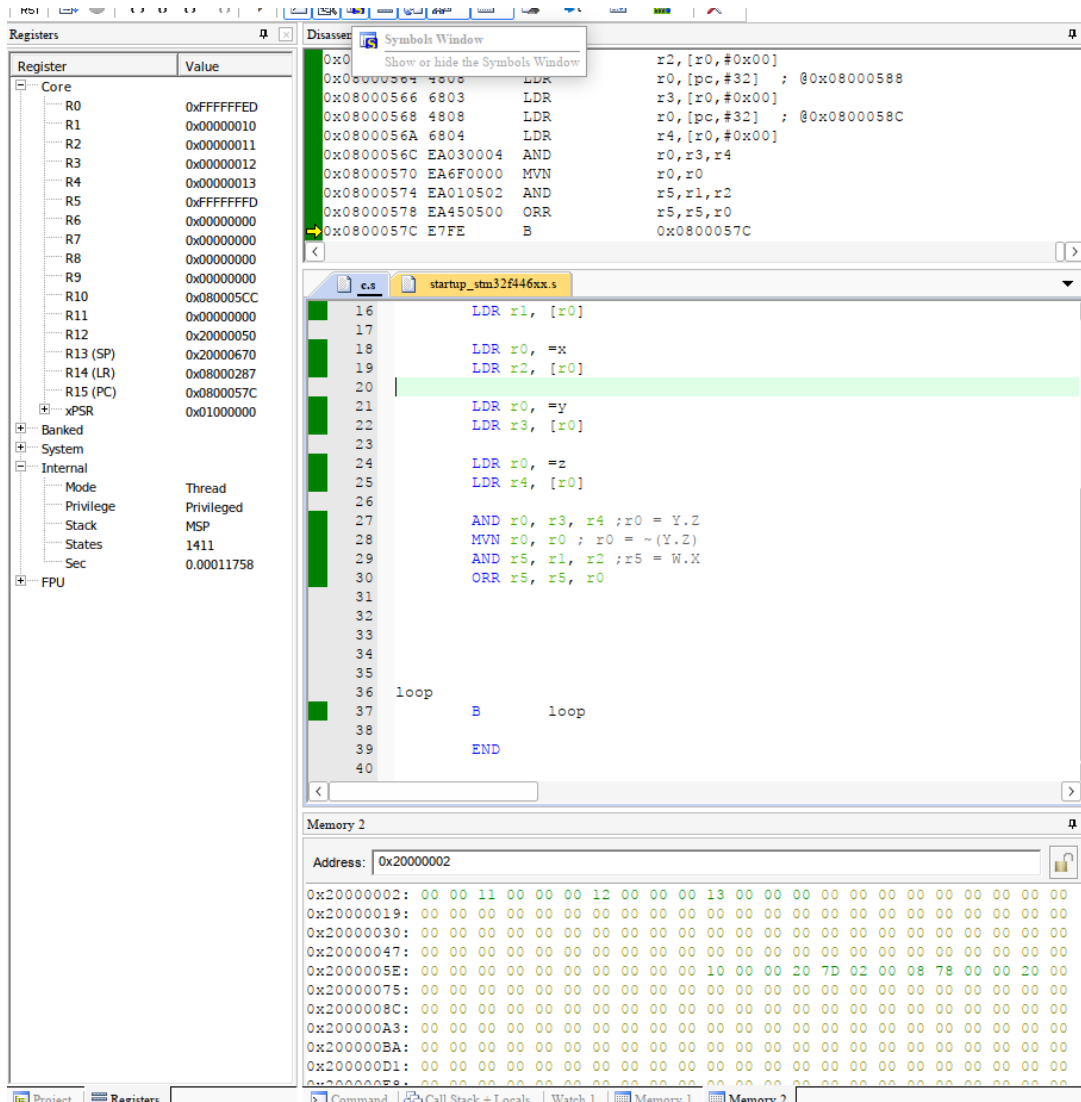 RST
Registers
Register Value
Core
R0 0xFFFFFFED
R1 0x00000010
R2 0x00000011
R3 0x00000012
R4 0x00000013
R5 0xFFFFFFFD
R6 0x00000000
R7 0x00000000
R8 0x00000000
R9 0x00000000
R10 0x080005CC
R11 0x00000000
R12 0x20000050
R13 (SP) 0x20000670
R14 (LR) 0x08000287
R15 (PC) 0x0800057C
xPSR 0x01000000
Banked
System
Internal
Mode Thread
Privilege Privileged
Stack MSP
States 1411
Sec 0.00011758
FPU
Project Registers
Symbols Window
Show or hide the Symbols Window
r2,[r0,#0x00]
0x08000564 4808 LDR r0,[pc,#32] ; @0x08000588
0x08000566 6803 LDR r3,[r0,#0x00]
0x08000568 4808 LDR r0,[pc,#32] ; @0x0800058C
0x0800056A 6804 LDR r4,[r0,#0x00]
0x0800056C EA030004 AND r0,r3,r4
0x08000570 EA6F0000 MVN r0,r0
0x08000574 EA010502 AND r5,r1,r2
0x08000578 EA450500 ORR r5,r5,r0
0x0800057C E7FE B 0x0800057C
c.s startup_stm32f446xx.s
16 LDR r1, [r0]
17
18 LDR r0, =x
19 LDR r2, [r0]
20
21 LDR r0, =y
22 LDR r3, [r0]
23
24 LDR r0, =z
25 LDR r4, [r0]
26
27 AND r0, r3, r4 ;r0 = Y.Z
28 MVN r0, r0 ; r0 = ~(Y.Z)
29 AND r5, r1, r2 ;r5 = W.X
30 ORR r5, r5, r0
31
32
33
34
35
36 loop
37 B loop
38
39 END
40
Memory 2
Address: 0x20000002
0x20000002: 00 00 11 00 00 00 12 00 00 00 13 00 00 00 00 00 00 00 00 00 00 00 00
0x20000019: 00 00 00 00 00 00 00 00 00 00 00 00 00 00 00 00 00 00 00 00 00 00 00
0x20000030: 00 00 00 00 00 00 00 00 00 00 00 00 00 00 00 00 00 00 00 00 00 00 00
0x20000047: 00 00 00 00 00 00 00 00 00 00 00 00 00 00 00 00 00 00 00 00 00 00 00
0x2000005E: 00 00 00 00 00 00 00 00 00 00 10 00 00 20 7D 02 00 08 78 00 00 20 00
0x20000075: 00 00 00 00 00 00 00 00 00 00 00 00 00 00 00 00 00 00 00 00 00 00 00
0x2000008C: 00 00 00 00 00 00 00 00 00 00 00 00 00 00 00 00 00 00 00 00 00 00 00
0x200000A3: 00 00 00 00 00 00 00 00 00 00 00 00 00 00 00 00 00 00 00 00 00 00 00
0x200000BA: 00 00 00 00 00 00 00 00 00 00 00 00 00 00 00 00 00 00 00 00 00 00 00
0x200000D1: 00 00 00 00 00 00 00 00 00 00 00 00 00 00 00 00 00 00 00 00 00 00 00
Command Call Stack + Locals Watch 1 Memory 1 Memory 2